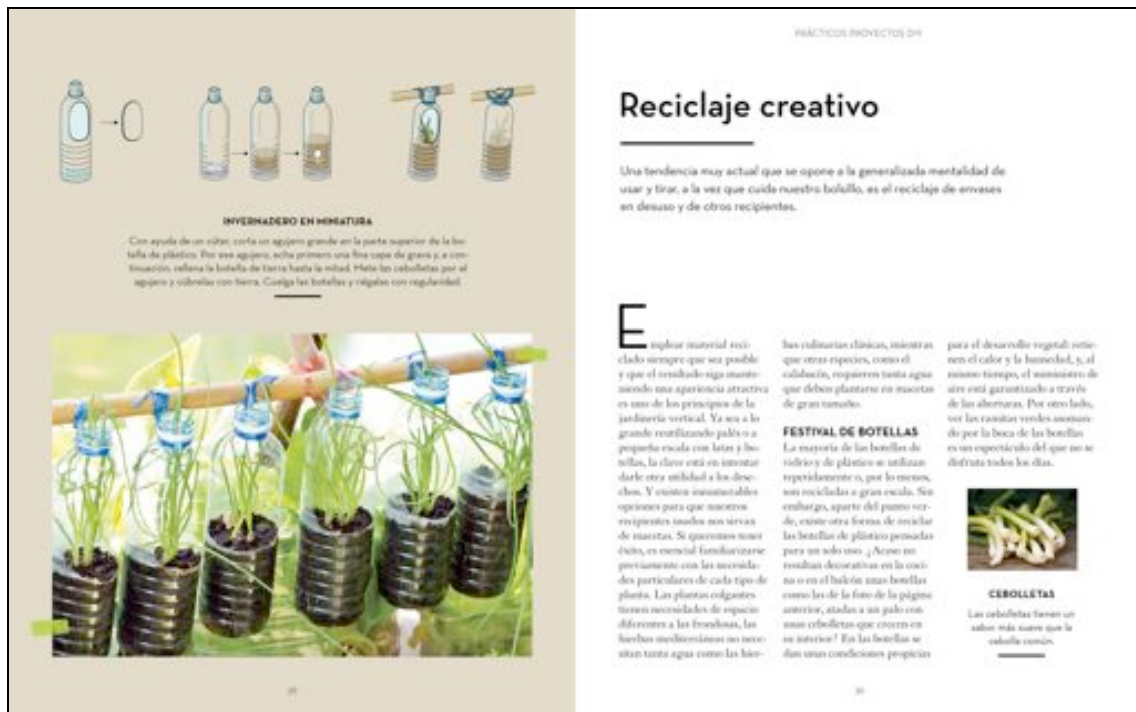 INVERNADERO EN MINIATURA
Con ayuda de un cúter, corta un agujero grande en la parte superior de la bo-
tella de plástico. Por ese agujero, echa primero una fina capa de grava y, a con-
tinuación, rellena la botella de tierra hasta la mitad. Mete las cebolletas por el
agujero y cúbrelas con tierra. Cuelga las botellas y riégalas con regularidad.
PRÁCTICOS PROYECTOS DIY
Reciclaje creativo
Una tendencia muy actual que se opone a la generalizada mentalidad de
usar y tirar, a la vez que cuida nuestro bolsillo, es el reciclaje de envases
en desuso y de otros recipientes.
Emplear material reci-
clado siempre que sea posible
y que el resultado siga mante-
niendo una apariencia atractiva
es uno de los principios de la
jardinería vertical. Ya sea a lo
grande reutilizando palés o a
pequeña escala con latas y bo-
tellas, la clave está en intentar
darle otra utilidad a los dese-
chos. Y existen innumerables
opciones para que nuestros
recipientes usados nos sirvan
de macetas. Si queremos tener
éxito, es esencial familiarizarse
previamente con las necesida-
des particulares de cada tipo de
planta. Las plantas colgantes
tienen necesidades de espacio
diferentes a las frondosas, las
hierbas mediterráneas no nece-
sitan tanta agua como las hier-
bas culinarias clásicas, mientras
que otras especies, como el
calabacín, requieren tanta agua
que deben plantarse en macetas
de gran tamaño.
FESTIVAL DE BOTELLAS
La mayoría de las botellas de
vidrio y de plástico se utilizan
repetidamente o, por lo menos,
son recicladas a gran escala. Sin
embargo, aparte del punto ver-
de, existe otra forma de reciclar
las botellas de plástico pensadas
para un solo uso. ¿Acaso no
resultan decorativas en la coci-
na o en el balcón unas botellas
como las de la foto de la página
anterior, atadas a un palo con
unas cebolletas que crecen en
su interior? En las botellas se
dan unas condiciones propicias
para el desarrollo vegetal: retie-
nen el calor y la humedad, y, al
mismo tiempo, el suministro de
aire está garantizado a través
de las aberturas. Por otro lado,
ver las ramitas verdes asoman-
do por la boca de las botellas
es un espectáculo del que no se
disfruta todos los días.
CEBOLLETAS
Las cebolletas tienen un
sabor más suave que la
cebolla común.